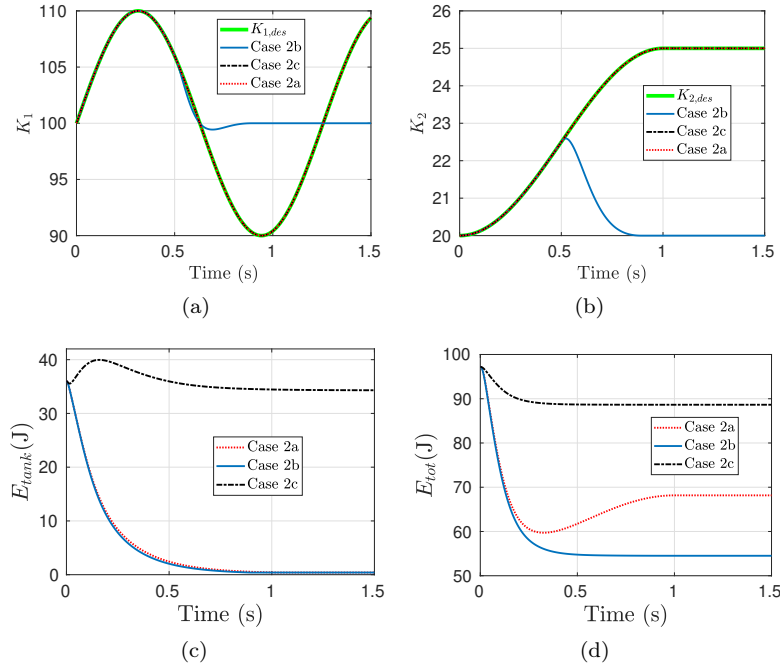 110
105
100
95
90
K1
K1,des
Case 2b
Case 2c
Case 2a
0 0.5 1 1.5
Time (s)
(a)
26
25
24
23
22
21
20
K2
K2,des
Case 2b
Case 2c
Case 2a
0 0.5 1 1.5
Time (s)
(b)
40
30
20
10
0
Etank(J)
Case 2a
Case 2b
Case 2c
0 0.5 1 1.5
Time (s)
(c)
100
90
80
70
60
50
Etot(J)
Case 2a
Case 2b
Case 2c
0 0.5 1 1.5
Time (s)
(d)